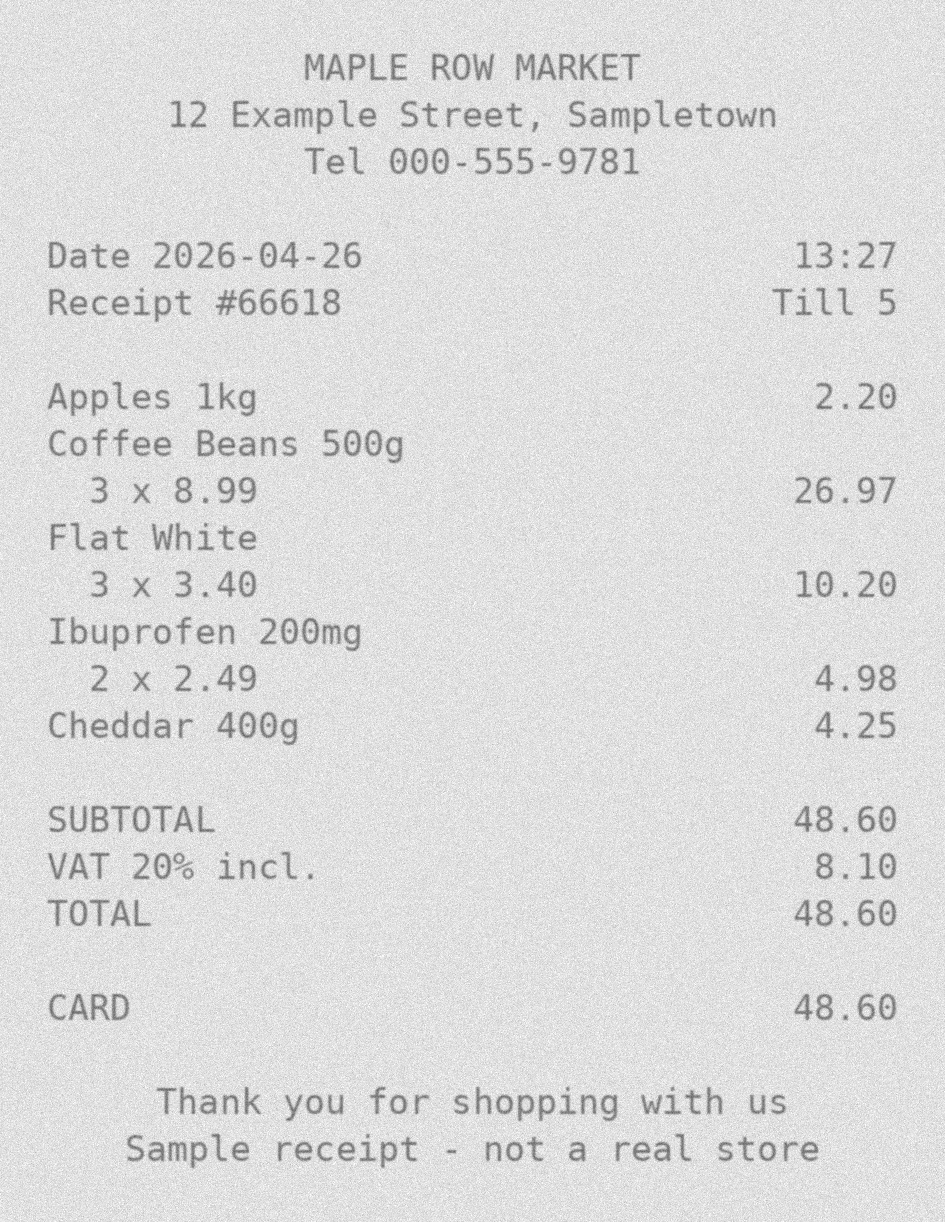 MAPLE ROW MARKET
12 Example Street, Sampletown
Tel 000-555-9781
Date 2026-04-26 13:27
Receipt #66618 Till 5
Apples 1kg 2.20
Coffee Beans 500g
3 x 8.99 26.97
Flat White
3 x 3.40 10.20
Ibuprofen 200mg
2 x 2.49 4.98
Cheddar 400g 4.25
SUBTOTAL 48.60
VAT 20% incl. 8.10
TOTAL 48.60
CARD 48.60
Thank you for shopping with us
Sample receipt - not a real store